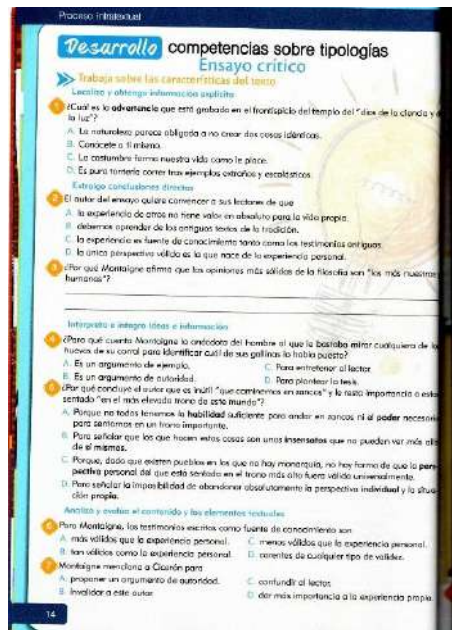 Proceso intratextual
Desarrollo competencias sobre tipologías
Ensayo crítico
Trabaja sobre las características del texto
Localizo y obtengo información explícita
1 ¿Cuál es la advertencia que está grabada en el frontispicio del templo del "dios de la ciencia y d
la luz"?
A. La naturaleza parece obligada a no crear dos cosas idénticas.
B. Conócete a ti mismo.
C. La costumbre forma nuestra vida como le place.
D. Es pura tontería correr tras ejemplos extraños y escolásticos.
Extraigo conclusiones directas
2 El autor del ensayo quiere convencer a sus lectores de que
A. la experiencia de otros no tiene valor en absoluto para la vida propia.
B. debemos aprender de los antiguos textos de la tradición.
C. la experiencia es fuente de conocimiento tanto como los testimonios antiguos.
D. la única perspectiva válida es la que nace de la experiencia personal.
3 ¿Por qué Montaigne afirma que las opiniones más sólidas de la filosofía son "las más nuestras
humanas"?
Interpreto e integro ideas e información
4 ¿Para qué cuenta Montaigne la anécdota del hombre al que le bastaba mirar cualquiera de lo
huevos de su corral para identificar cuál de sus gallinas lo había puesto?
A. Es un argumento de ejemplo. C. Para entretener al lector.
B. Es un argumento de autoridad. D. Para plantear la tesis.
5 ¿Por qué concluye el autor que es inútil "que caminemos en zancos" y le resta importancia a esta
sentado "en el más elevado trono de este mundo"?
A. Porque no todos tenemos la habilidad suficiente para andar en zancos ni el poder necesario
para sentarnos en un trono importante.
B. Para señalar que los que hacen estas cosas son unos insensatos que no pueden ver más allá
de sí mismos.
C. Porque, dado que existen pueblos en los que no hay monarquía, no hay forma de que la pers
pectiva personal del que está sentado en el trono más alto fuera válida universalmente.
D. Para señalar la imposibilidad de abandonar absolutamente la perspectiva individual y la situa
ción propia.
Analizo y evalúo el contenido y los elementos textuales
6 Para Montaigne, los testimonios escritos como fuente de conocimiento son
A. más válidos que la experiencia personal. C. menos válidos que la experiencia personal.
B. tan válidos como la experiencia personal. D. carentes de cualquier tipo de validez.
7 Montaigne menciona a Cicerón para
A. proponer un argumento de autoridad. C. confundir al lector.
B. invalidar a este autor. D. dar más importancia a la experiencia propia.
14